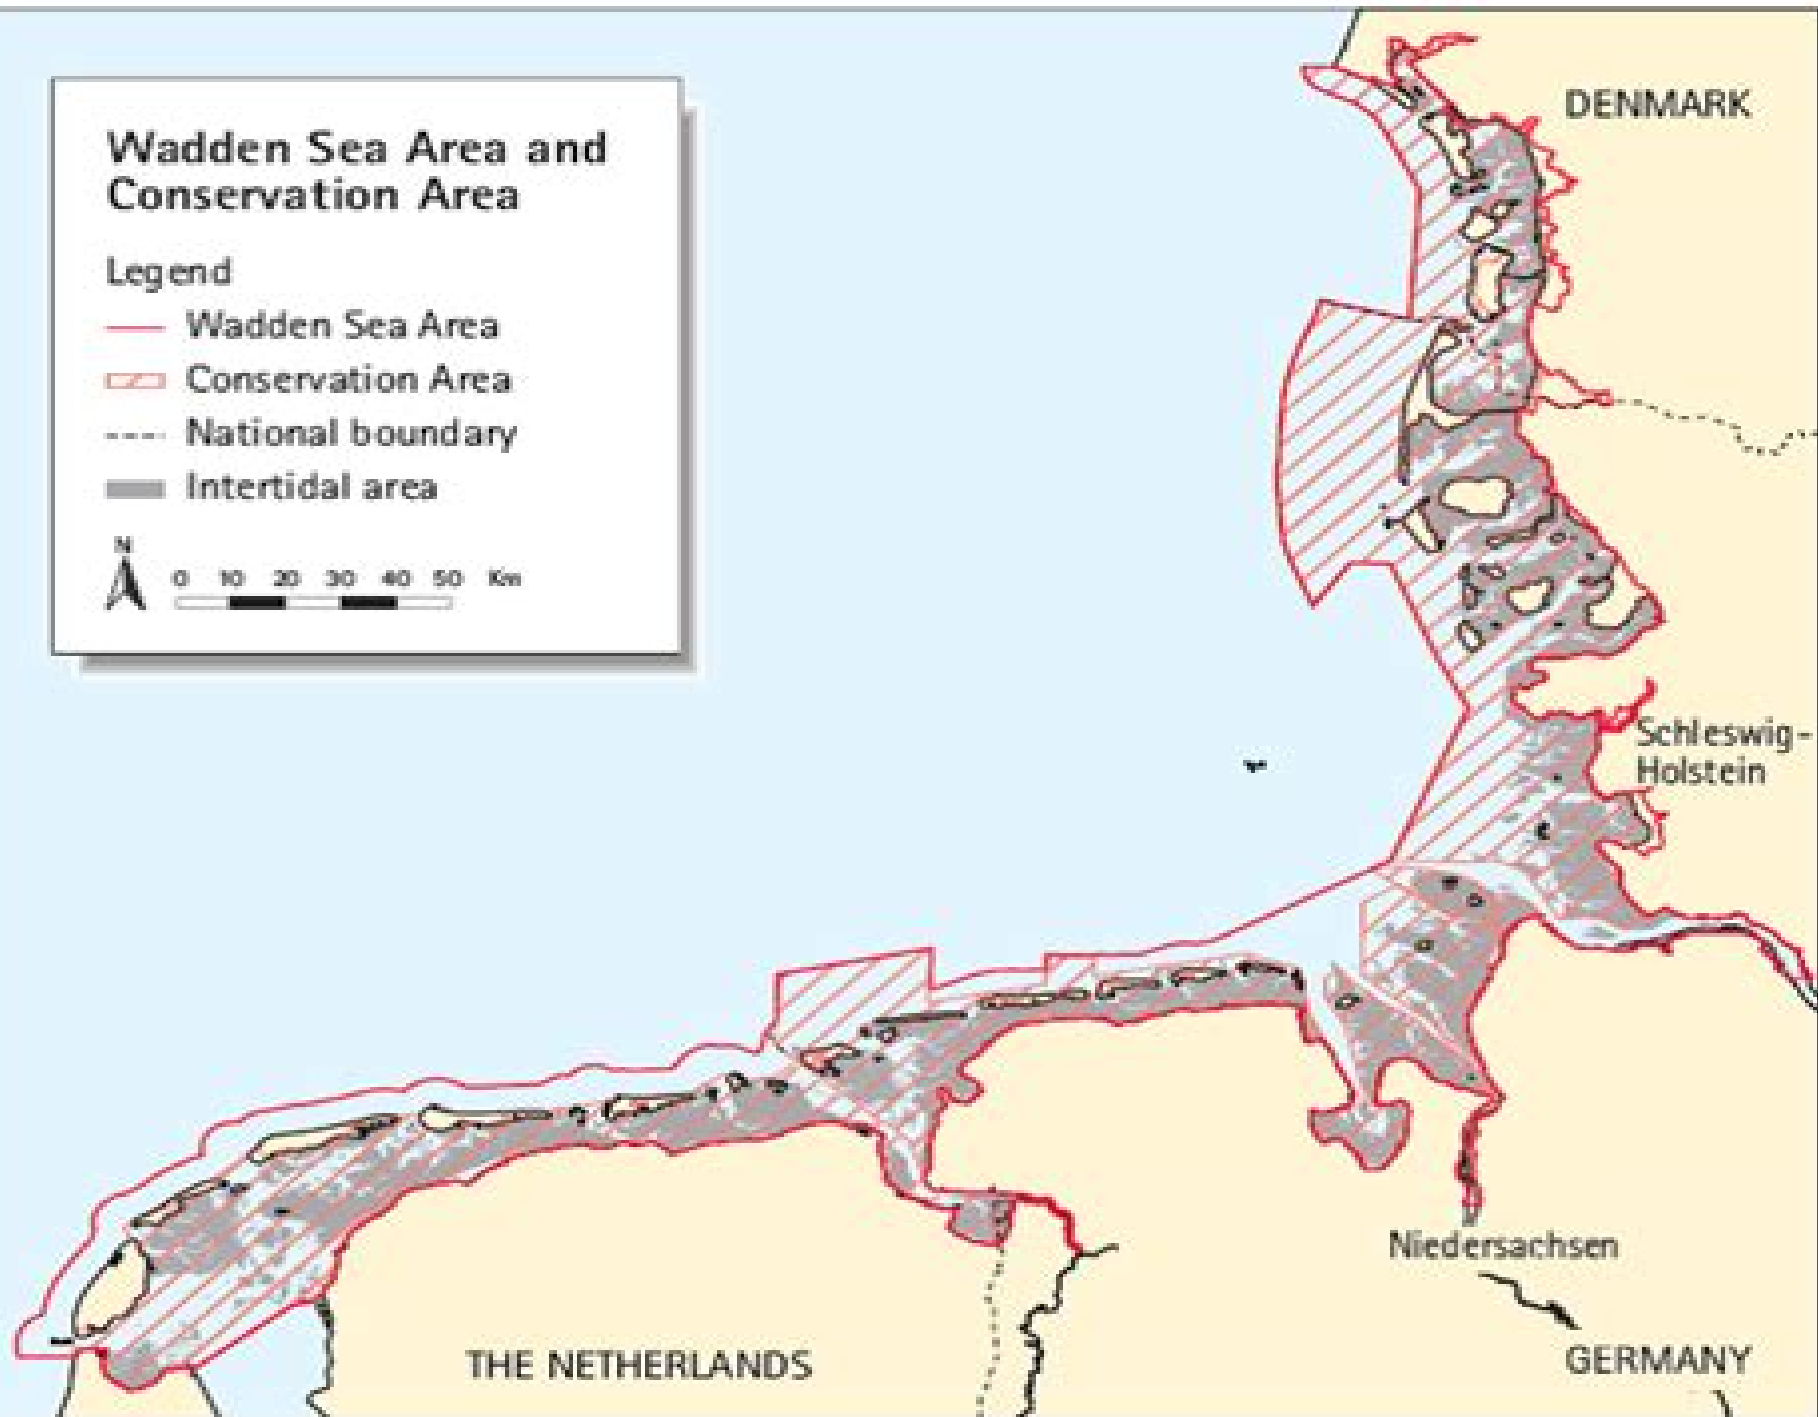 Wadden Sea Area and
Conservation Area
Legend
Wadden Sea Area
Conservation Area
National boundary
Intertidal area
N
0 10 20 30 40 50 Km
DENMARK
Schleswig-
Holstein
Niedersachsen
THE NETHERLANDS
GERMANY